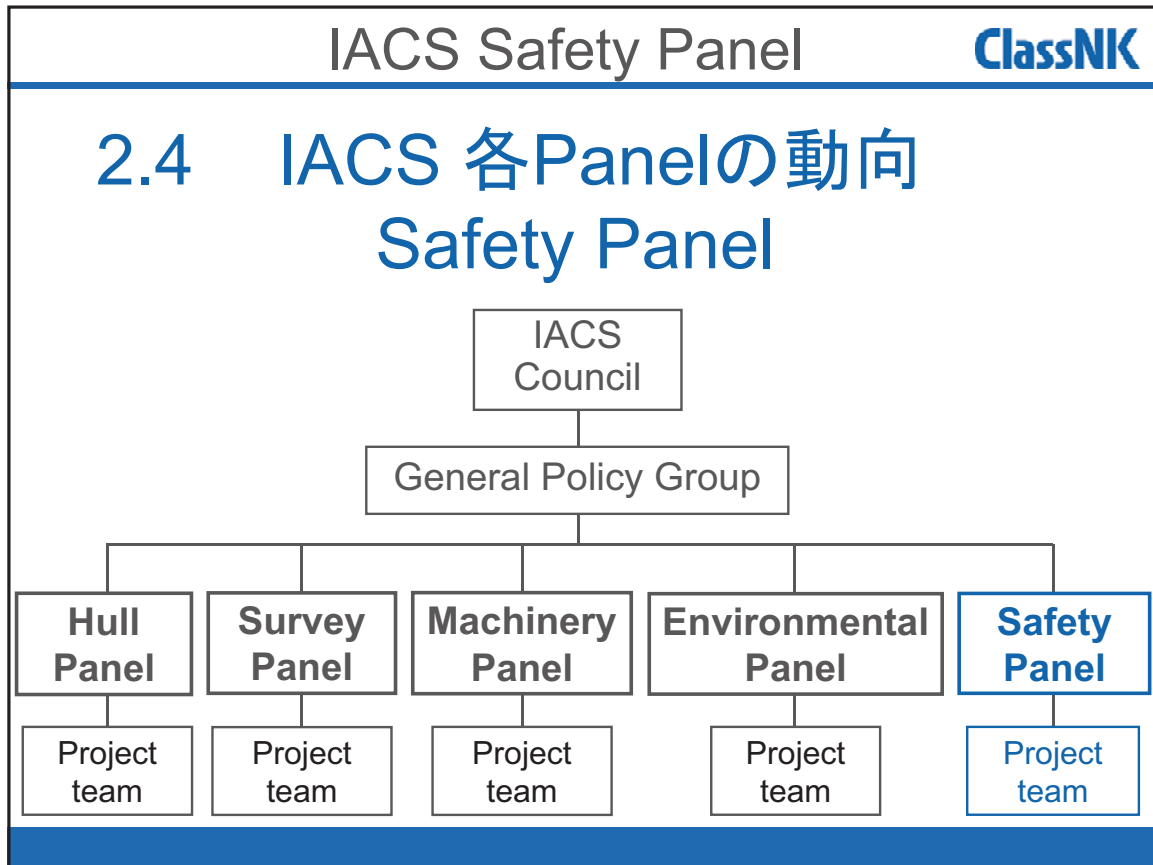 IACS Safety Panel
ClassNK
2.4 IACS 各Panelの動向
Safety Panel
IACS
Council
General Policy Group
Hull
Panel
Survey
Panel
Machinery
Panel
Environmental
Panel
Safety
Panel
Project
team
Project
team
Project
team
Project
team
Project
team